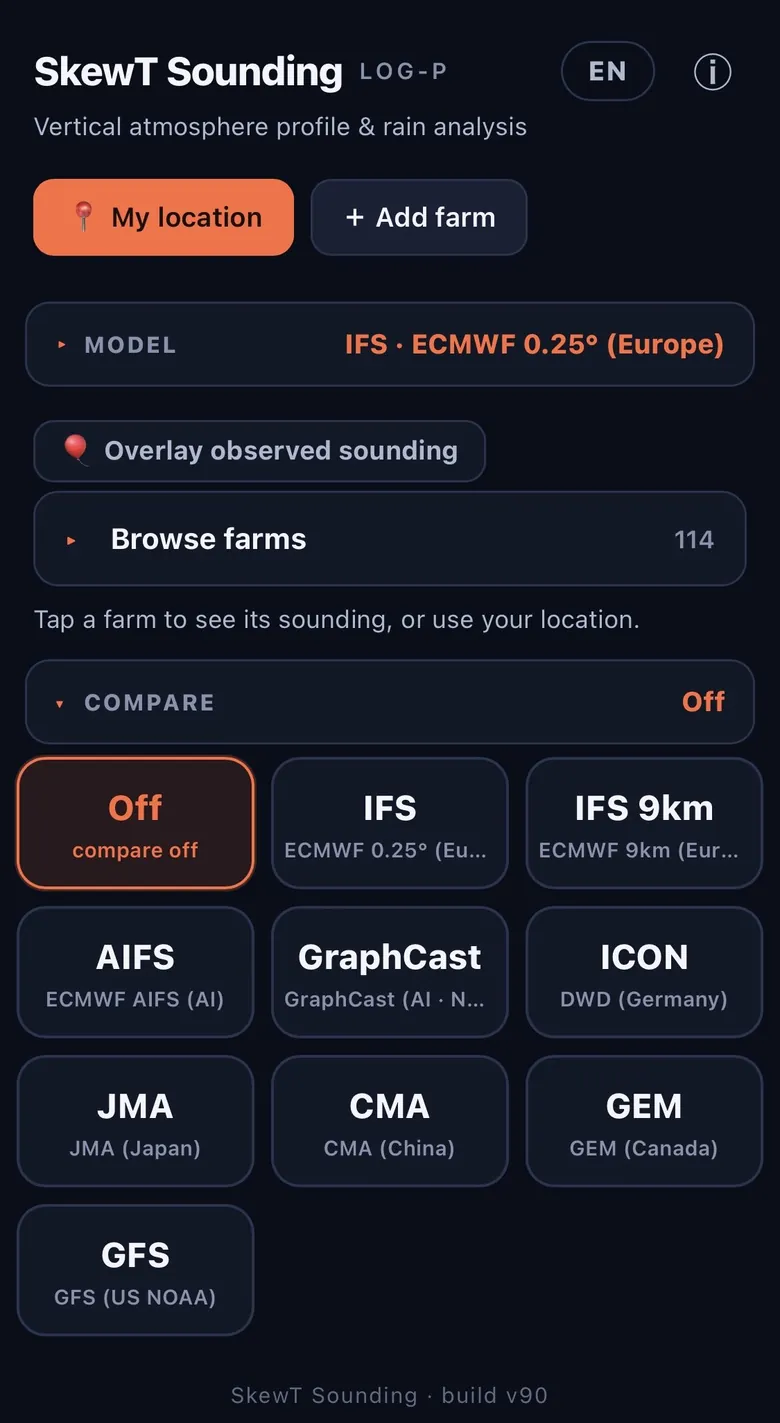 SkewT Sounding LOG-P EN ⓘ
Vertical atmosphere profile & rain analysis
📍 My location + Add farm
▸ MODEL IFS · ECMWF 0.25° (Europe)
🎈 Overlay observed sounding
▸ Browse farms 114
Tap a farm to see its sounding, or use your location.
▾ COMPARE Off
Off IFS IFS 9km
compare off ECMWF 0.25° (Eu... ECMWF 9km (Eur...
AIFS GraphCast ICON
ECMWF AIFS (AI) GraphCast (AI · N... DWD (Germany)
JMA CMA GEM
JMA (Japan) CMA (China) GEM (Canada)
GFS
GFS (US NOAA)
SkewT Sounding · build v90